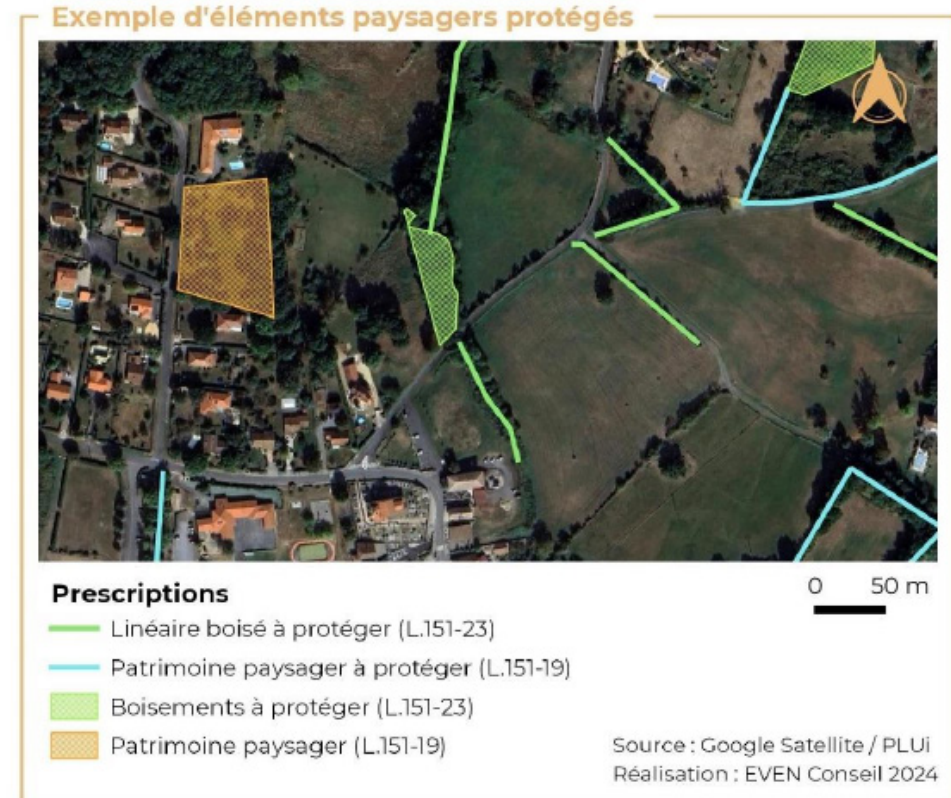 Exemple d'éléments paysagers protégés
Prescriptions
0 50 m
Linéaire boisé à protéger (L.151-23)
Patrimoine paysager à protéger (L.151-19)
Boisements à protéger (L.151-23)
Patrimoine paysager (L.151-19)
Source : Google Satellite / PLUi
Réalisation : EVEN Conseil 2024